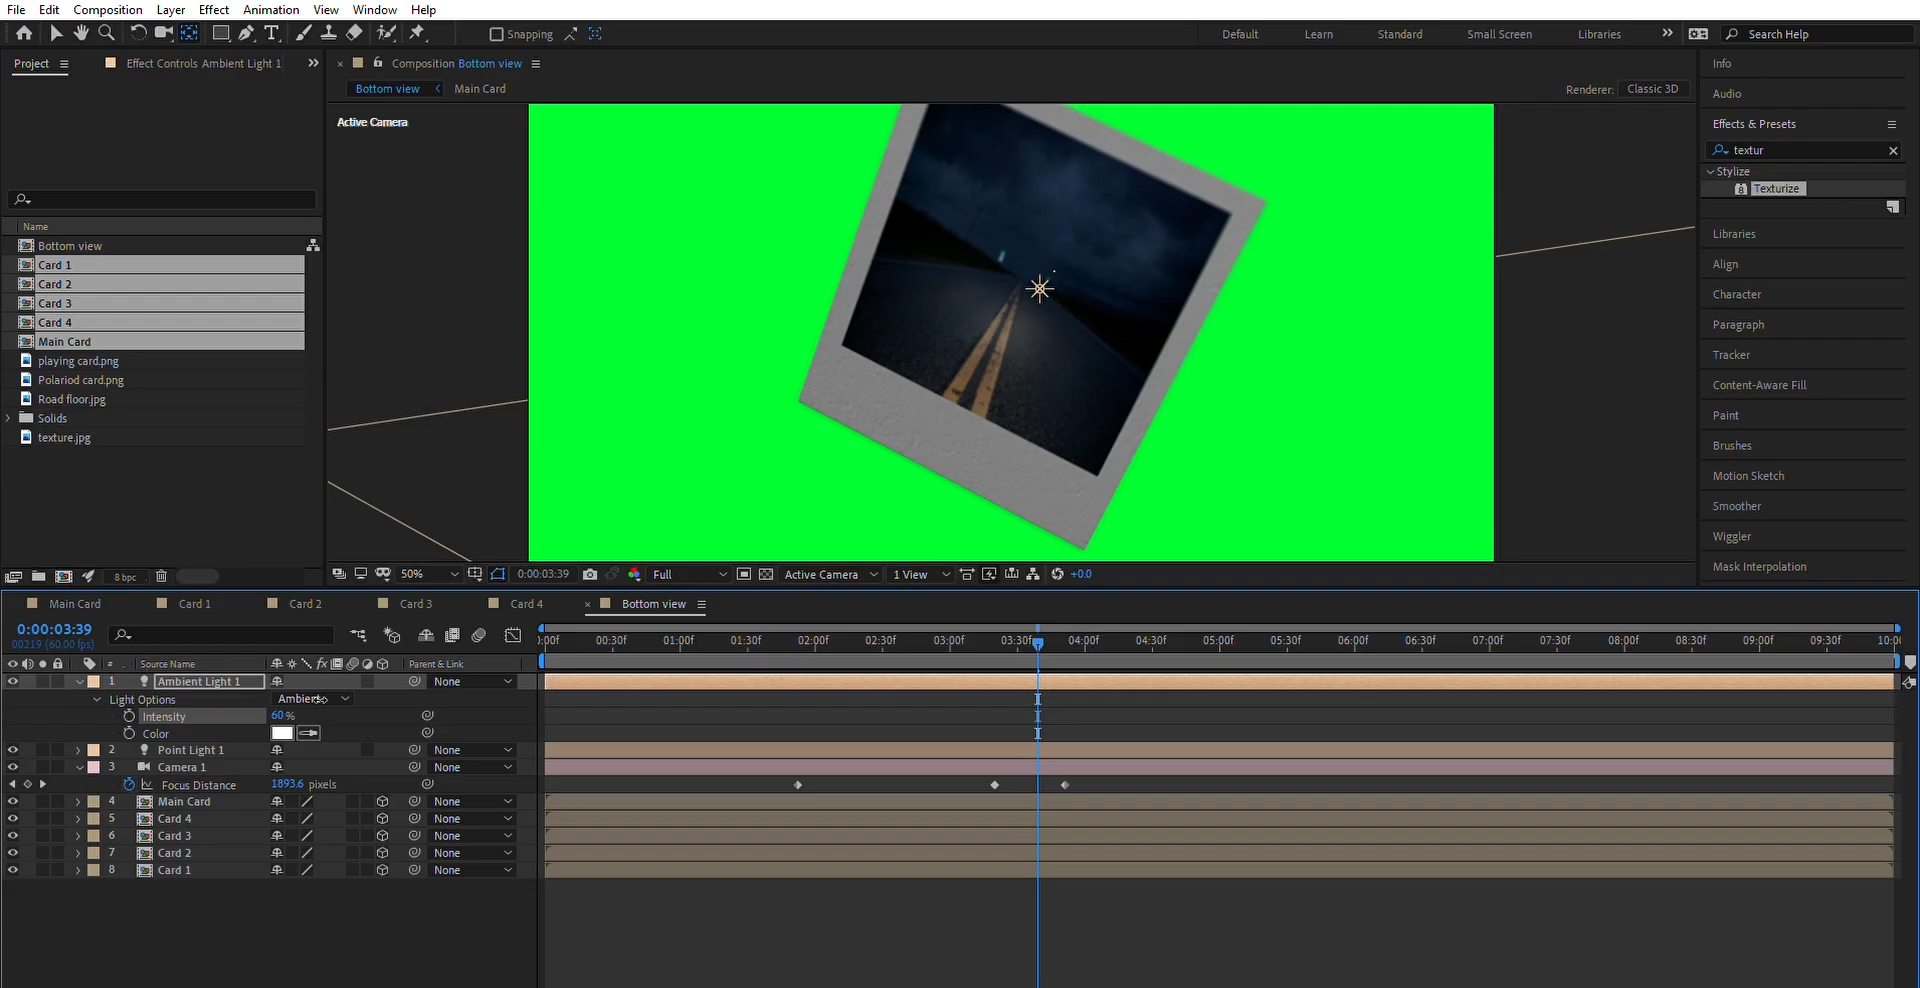 File Edit Composition Layer Effect Animation View Window Help
Snapping
Default Learn Standard Small Screen Libraries
Search Help
Project
Effect Controls Ambient Light 1
Composition Bottom view
Bottom view Main Card
Renderer: Classic 3D
Active Camera
Name
Bottom view
Card 1
Card 2
Card 3
Card 4
Main Card
playing card.png
Polariod card.png
Road floor.jpg
Solids
texture.jpg
8 bpc
50% 0:00:03:39 Full Active Camera 1 View +0.0
Info
Audio
Effects & Presets
textur
Stylize
8 Texturize
Libraries
Align
Character
Paragraph
Tracker
Content-Aware Fill
Paint
Brushes
Motion Sketch
Smoother
Wiggler
Mask Interpolation
Main Card Card 1 Card 2 Card 3 Card 4 Bottom view
0:00:03:39
00219 (60.00 fps)
:00f 00:30f 01:00f 01:30f 02:00f 02:30f 03:00f 03:30f 04:00f 04:30f 05:00f 05:30f 06:00f 06:30f 07:00f 07:30f 08:00f 08:30f 09:00f 09:30f 10:00
# Source Name fx Parent & Link
1 Ambient Light 1 None
Light Options Ambient
Intensity 60 %
Color
2 Point Light 1 None
3 Camera 1 None
Focus Distance 1893.6 pixels
4 Main Card None
5 Card 4 None
6 Card 3 None
7 Card 2 None
8 Card 1 None